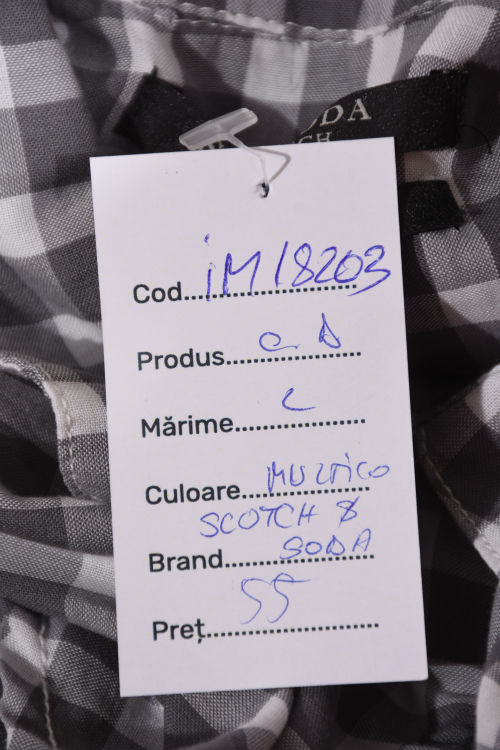 ODA
CH
Cod iM18203
Produs C.D
Mărime L
Culoare MULTICO
SCOTCH &
Brand SODA
Preț 55